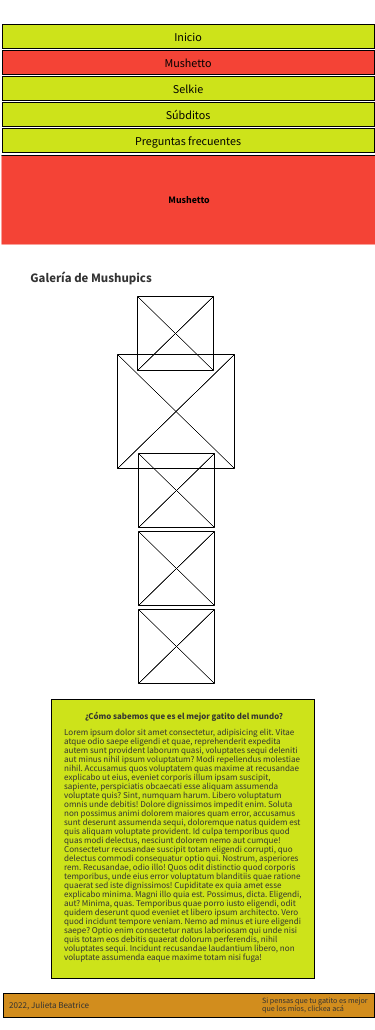 Inicio
Mushetto
Selkie
Súbditos
Preguntas frecuentes
Mushetto
Galería de Mushupics
¿Cómo sabemos que es el mejor gatito del mundo?
Lorem ipsum dolor sit amet consectetur, adipisicing elit. Vitae
atque odio saepe eligendi et quae, reprehenderit expedita
autem sunt provident laborum quasi, voluptates sequi deleniti
aut minus nihil ipsum voluptatum? Modi repellendus molestiae
nihil. Accusamus quos voluptatem quas maxime at recusandae
explicabo ut eius, eveniet corporis illum ipsam suscipit,
sapiente, perspiciatis obcaecati esse aliquam assumenda
voluptate quis? Sint, numquam harum. Libero voluptatum
omnis unde debitis! Dolore dignissimos impedit enim. Soluta
non possimus animi dolorem maiores quam error, accusamus
sunt deserunt assumenda sequi, doloremque natus quidem est
quis aliquam voluptate provident. Id culpa temporibus quod
quas modi delectus, nesciunt dolorem nemo aut cumque!
Consectetur recusandae suscipit totam eligendi corrupti, quo
delectus commodi consequatur optio qui. Nostrum, asperiores
rem. Recusandae, odio illo! Quos odit distinctio quod corporis
temporibus, unde eius error voluptatum blanditiis quae ratione
quaerat sed iste dignissimos! Cupiditate ex quia amet esse
explicabo minima. Magni illo quia est. Possimus, dicta. Eligendi,
aut? Minima, quas. Temporibus quae porro iusto eligendi, odit
quidem deserunt quod eveniet et libero ipsum architecto. Vero
quod incidunt tempore veniam. Nemo ad minus et iure eligendi
saepe? Optio enim consectetur natus laboriosam qui unde nisi
quis totam eos debitis quaerat dolorum perferendis, nihil
voluptates sequi. Incidunt recusandae laudantium libero, non
voluptate assumenda eaque maxime totam nisi fuga!
2022, Julieta Beatrice
Si pensas que tu gatito es mejor
que los míos, clickea acá